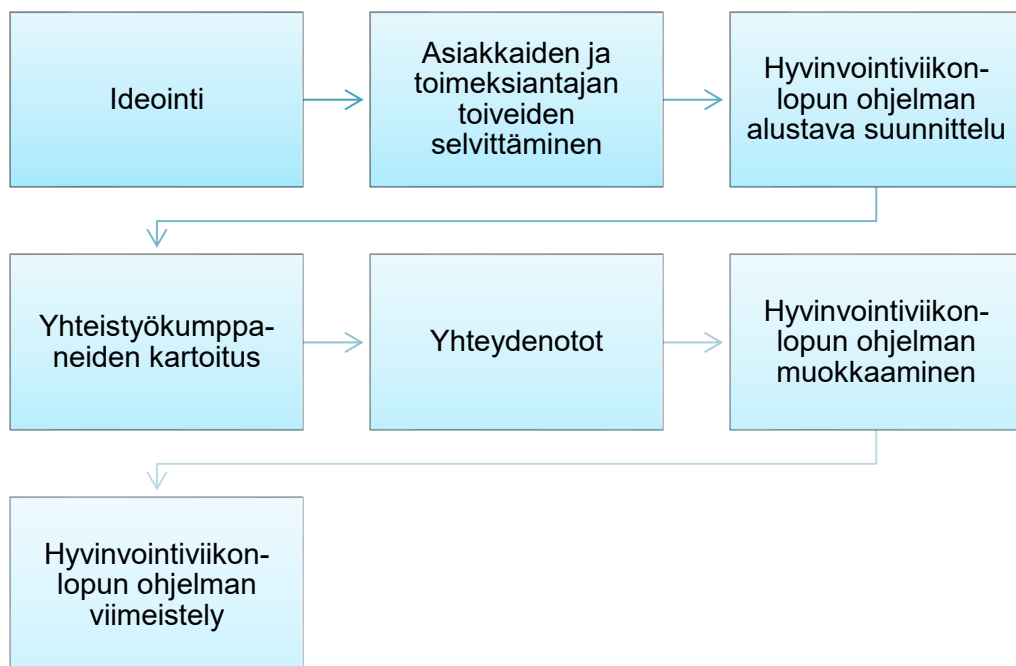 Ideointi
Asiakkaiden ja
toimeksiantajan
toiveiden
selvittäminen
Hyvinvointiviikon-
lopun ohjelman
alustava suunnittelu
Yhteistyökumppa-
neiden kartoitus
Yhteydenotot
Hyvinvointiviikon-
lopun ohjelman
muokkaaminen
Hyvinvointiviikon-
lopun ohjelman
viimeistely